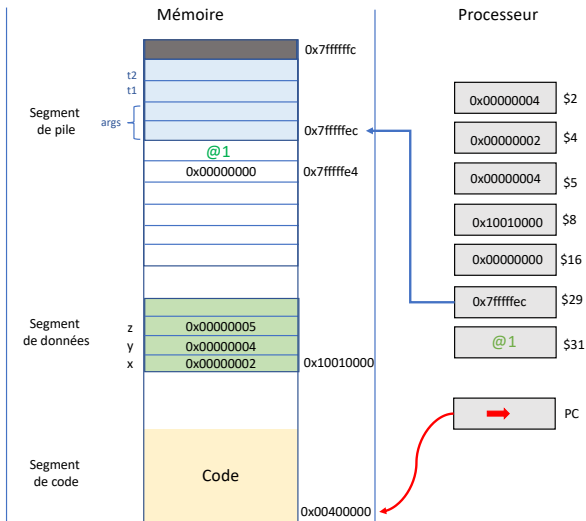 Mémoire
Processeur
0x7ffffffc
t2
t1
args
Segment
de pile
0x7fffffec
@1
0x00000000
0x7fffffe4
0x00000004
$2
0x00000002
$4
0x00000004
$5
0x10010000
$8
0x00000000
$16
0x7fffffec
$29
@1
$31
PC
Segment
de données
z
0x00000005
y
0x00000004
x
0x00000002
0x10010000
Segment
de code
Code
0x00400000